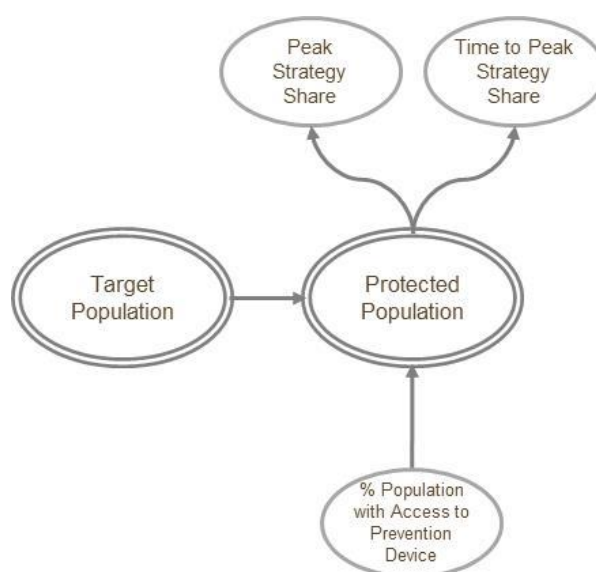 Peak
Strategy
Share
Time to Peak
Strategy
Share
Target
Population
Protected
Population
% Population
with Access to
Prevention
Device